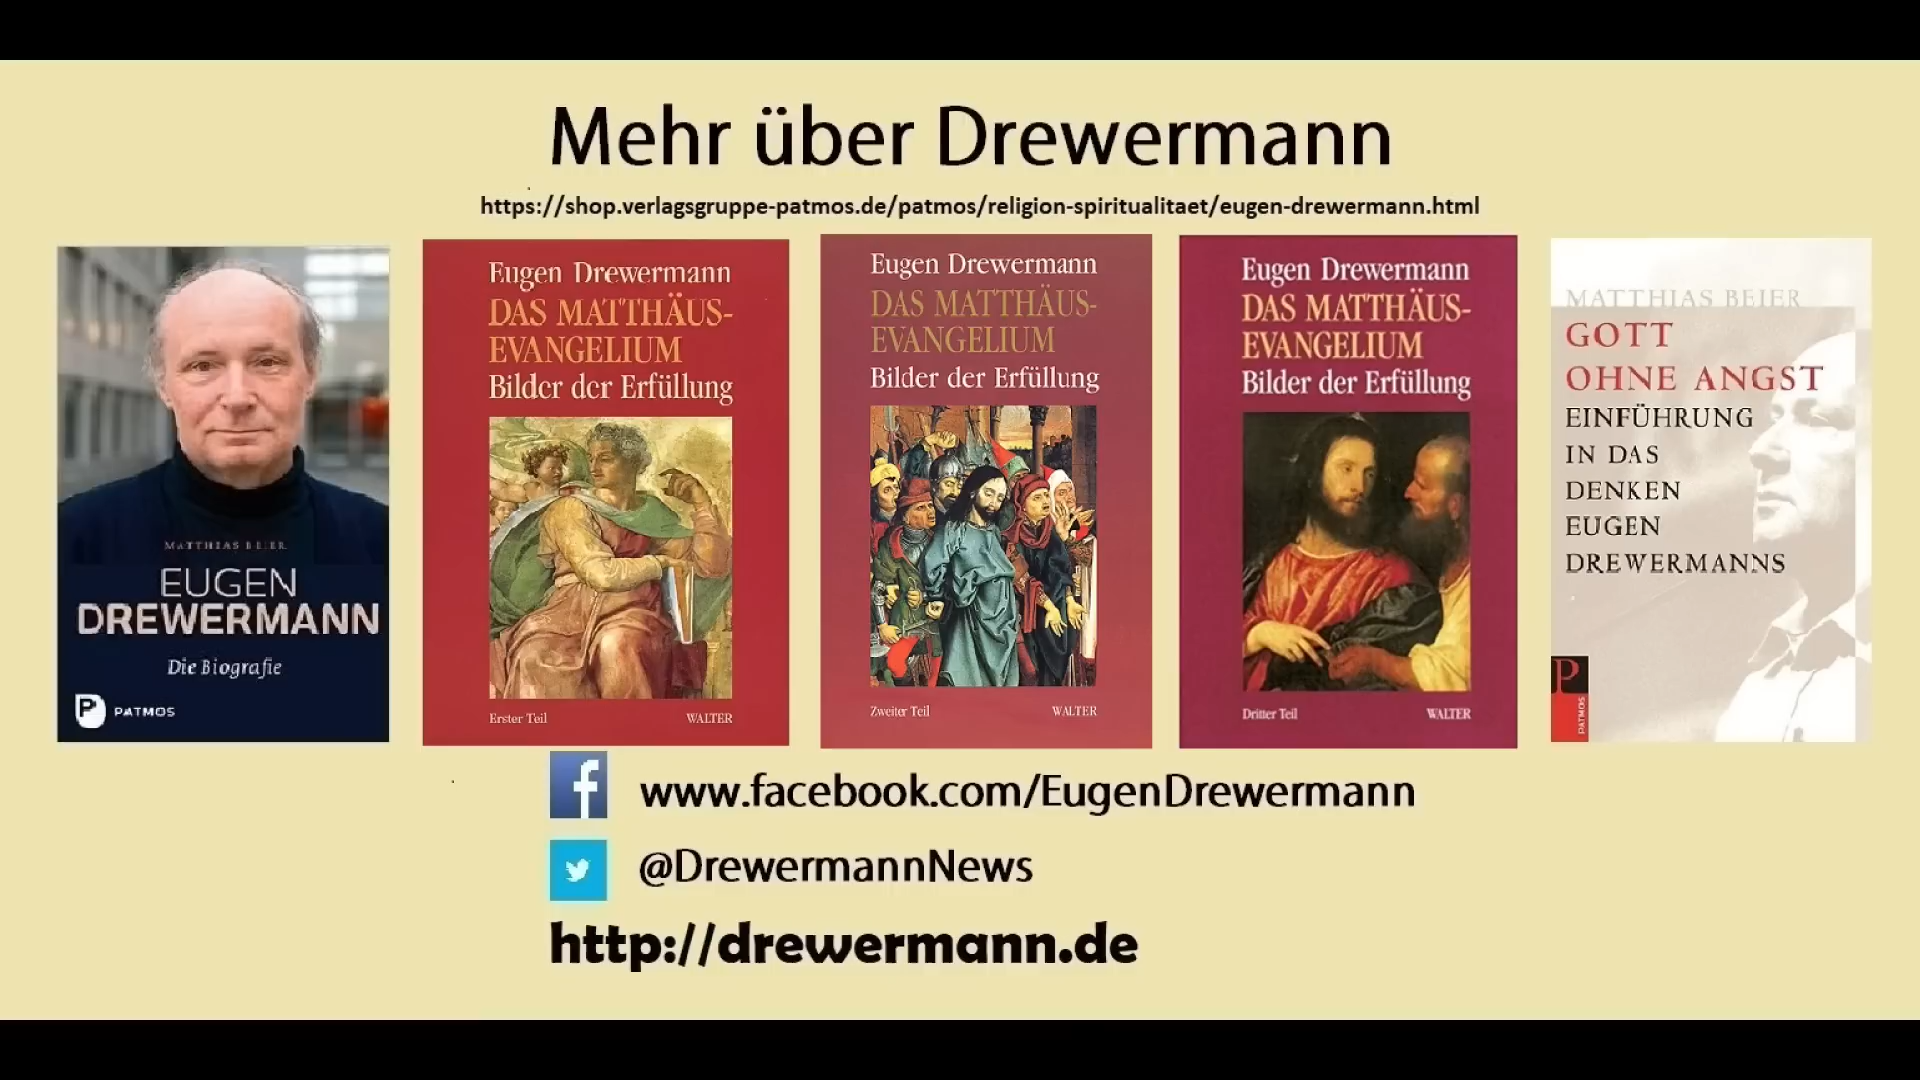 Mehr über Drewermann
https://shop.verlagsgruppe-patmos.de/patmos/religion-spiritualitaet/eugen-drewermann.html
MATTHIAS BEIER
EUGEN
DREWERMANN
Die Biografie
P PATMOS
Eugen Drewermann
DAS MATTHÄUS-
EVANGELIUM
Bilder der Erfüllung
Erster Teil WALTER
Eugen Drewermann
DAS MATTHÄUS-
EVANGELIUM
Bilder der Erfüllung
Zweiter Teil WALTER
Eugen Drewermann
DAS MATTHÄUS-
EVANGELIUM
Bilder der Erfüllung
Dritter Teil WALTER
MATTHIAS BEIER
GOTT
OHNE ANGST
EINFÜHRUNG
IN DAS
DENKEN
EUGEN
DREWERMANNS
P
PATMOS
f www.facebook.com/EugenDrewermann
@DrewermannNews
http://drewermann.de